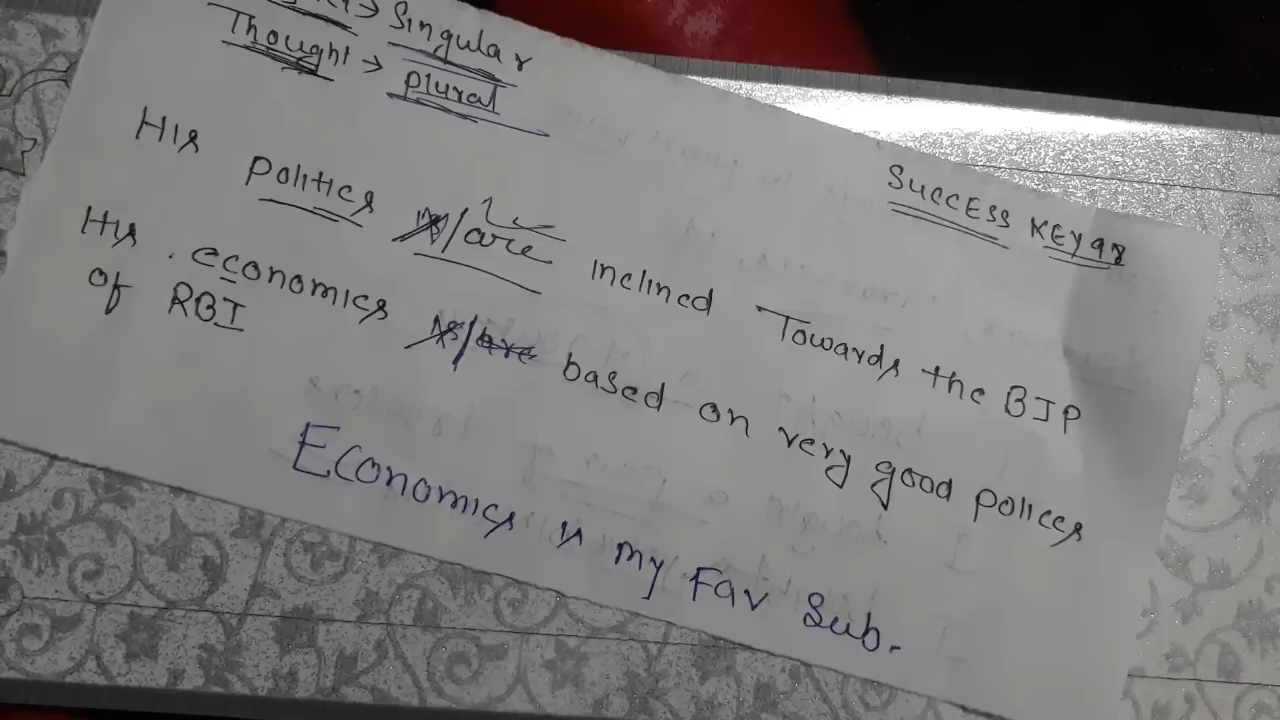 → Singular
Thought → Plural
SUCCESS KEY98
His politics is/are inclined Towards the BJP
His economics is/are based on very good polices
of RBI
Economics is my Fav Sub.